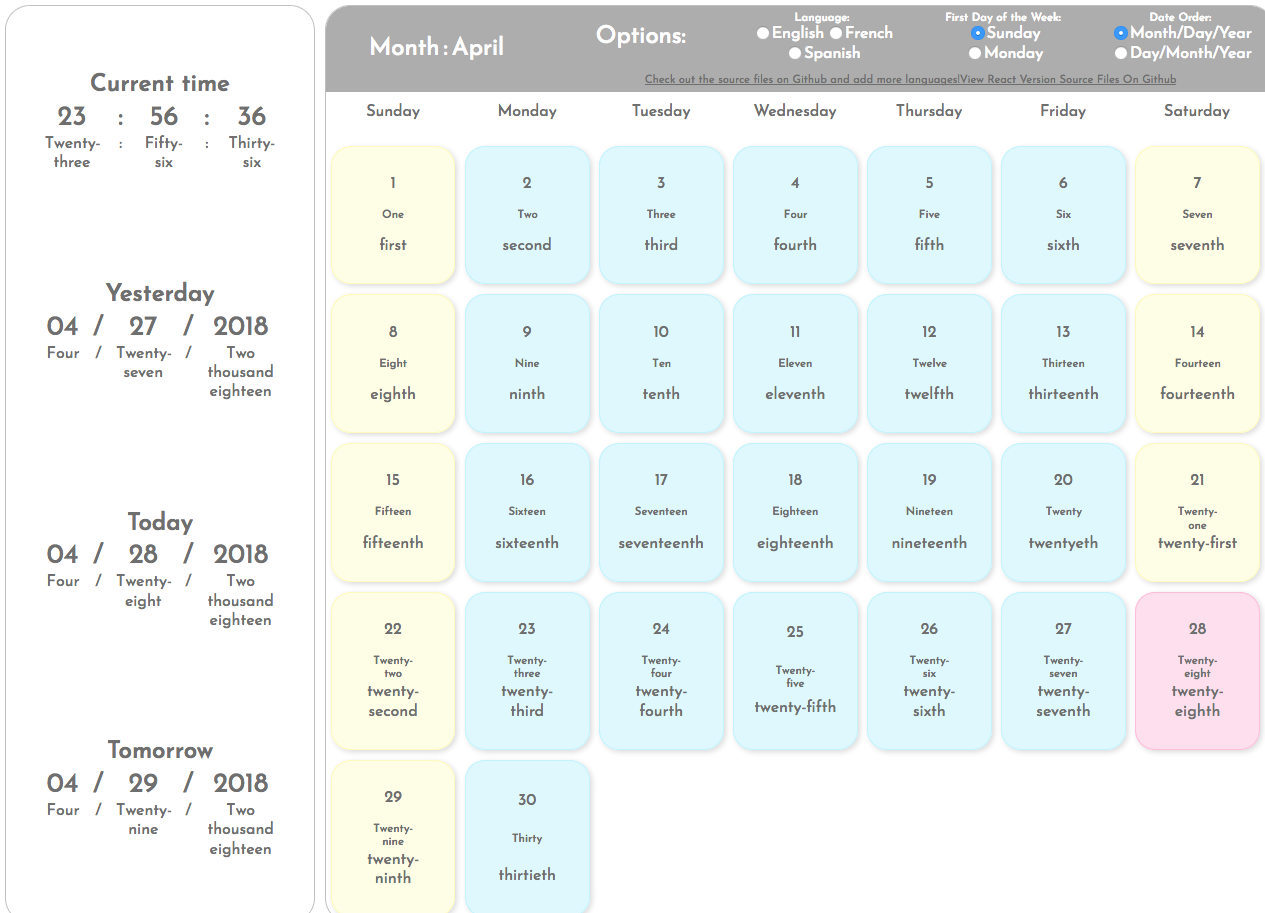 Current time
23 : 56 : 36
Twenty- : Fifty- : Thirty-
three six six
Yesterday
04 / 27 / 2018
Four / Twenty- / Two
seven thousand
eighteen
Today
04 / 28 / 2018
Four / Twenty- / Two
eight thousand
eighteen
Tomorrow
04 / 29 / 2018
Four / Twenty- / Two
nine thousand
eighteen
Month : April
Options:
Language:
English French
Spanish
First Day of the Week:
Sunday
Monday
Date Order:
Month/Day/Year
Day/Month/Year
Check out the source files on Github and add more languages|View React Version Source Files On Github
Sunday Monday Tuesday Wednesday Thursday Friday Saturday
1 2 3 4 5 6 7
One Two Three Four Five Six Seven
first second third fourth fifth sixth seventh
8 9 10 11 12 13 14
Eight Nine Ten Eleven Twelve Thirteen Fourteen
eighth ninth tenth eleventh twelfth thirteenth fourteenth
15 16 17 18 19 20 21
Fifteen Sixteen Seventeen Eighteen Nineteen Twenty Twenty-
one
fifteenth sixteenth seventeenth eighteenth nineteenth twentyeth twenty-first
22 23 24 25 26 27 28
Twenty- Twenty- Twenty- Twenty- Twenty- Twenty- Twenty-
two three four five six seven eight
twenty- twenty- twenty- twenty-fifth twenty- twenty- twenty-
second third fourth sixth seventh eighth
29 30
Twenty- Thirty
nine
twenty- thirtieth
ninth